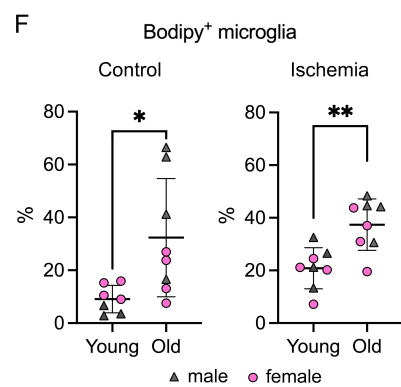 F
Bodipy⁺ microglia
Control
Ischemia
*
**
80
60
40
20
0
%
Young Old
80
60
40
20
0
%
Young Old
male female